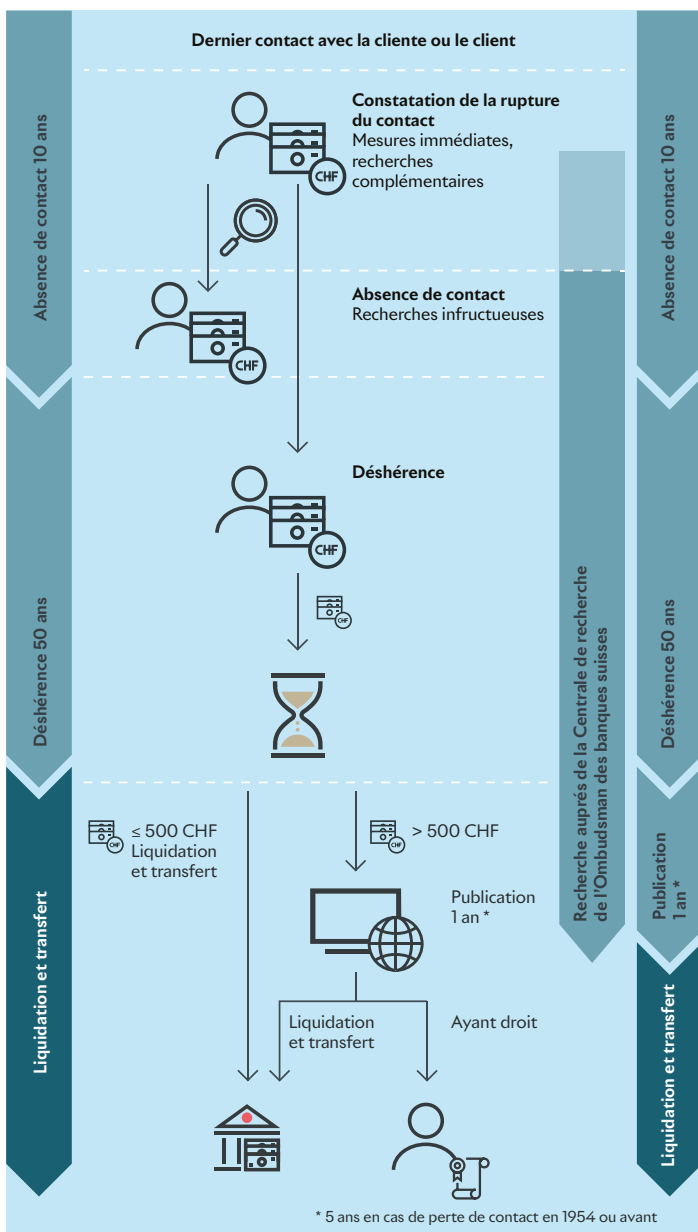 Dernier contact avec la cliente ou le client
Absence de contact 10 ans
Constatation de la rupture
du contact
Mesures immédiates,
recherches
complémentaires
CHF
Absence de contact 10 ans
Absence de contact
Recherches infructueuses
CHF
Déshérence 50 ans
Déshérence
CHF
CHF
Recherche auprés de la Centrale de recherche
de l'Ombudsman des banques suisses
Déshérence 50 ans
CHF
≤ 500 CHF
Liquidation
et transfert
CHF
> 500 CHF
Publication
1 an *
Publication
1 an *
Liquidation et transfert
Liquidation
et transfert
Ayant droit
Liquidation et transfert
* 5 ans en cas de perte de contact en 1954 ou avant